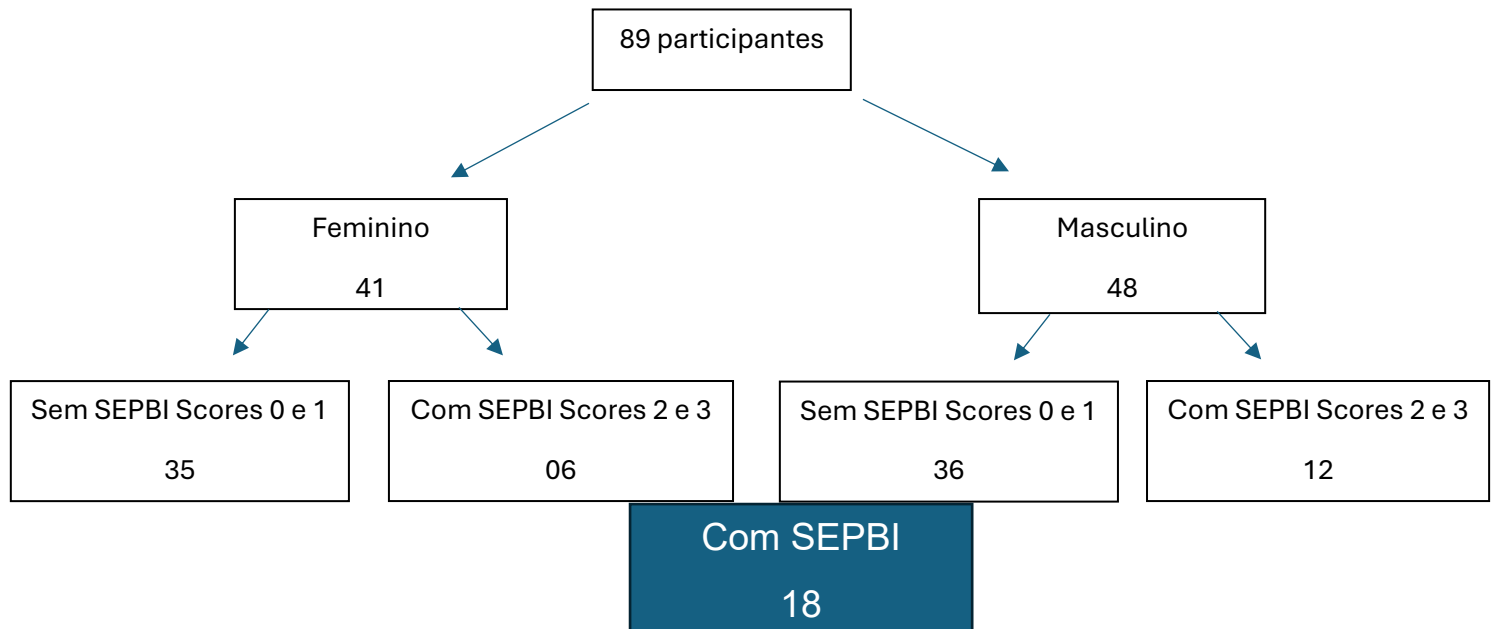 89 participantes
Feminino
41
Masculino
48
Sem SEPBI Scores 0 e 1
35
Com SEPBI Scores 2 e 3
06
Sem SEPBI Scores 0 e 1
36
Com SEPBI Scores 2 e 3
12
Com SEPBI
18